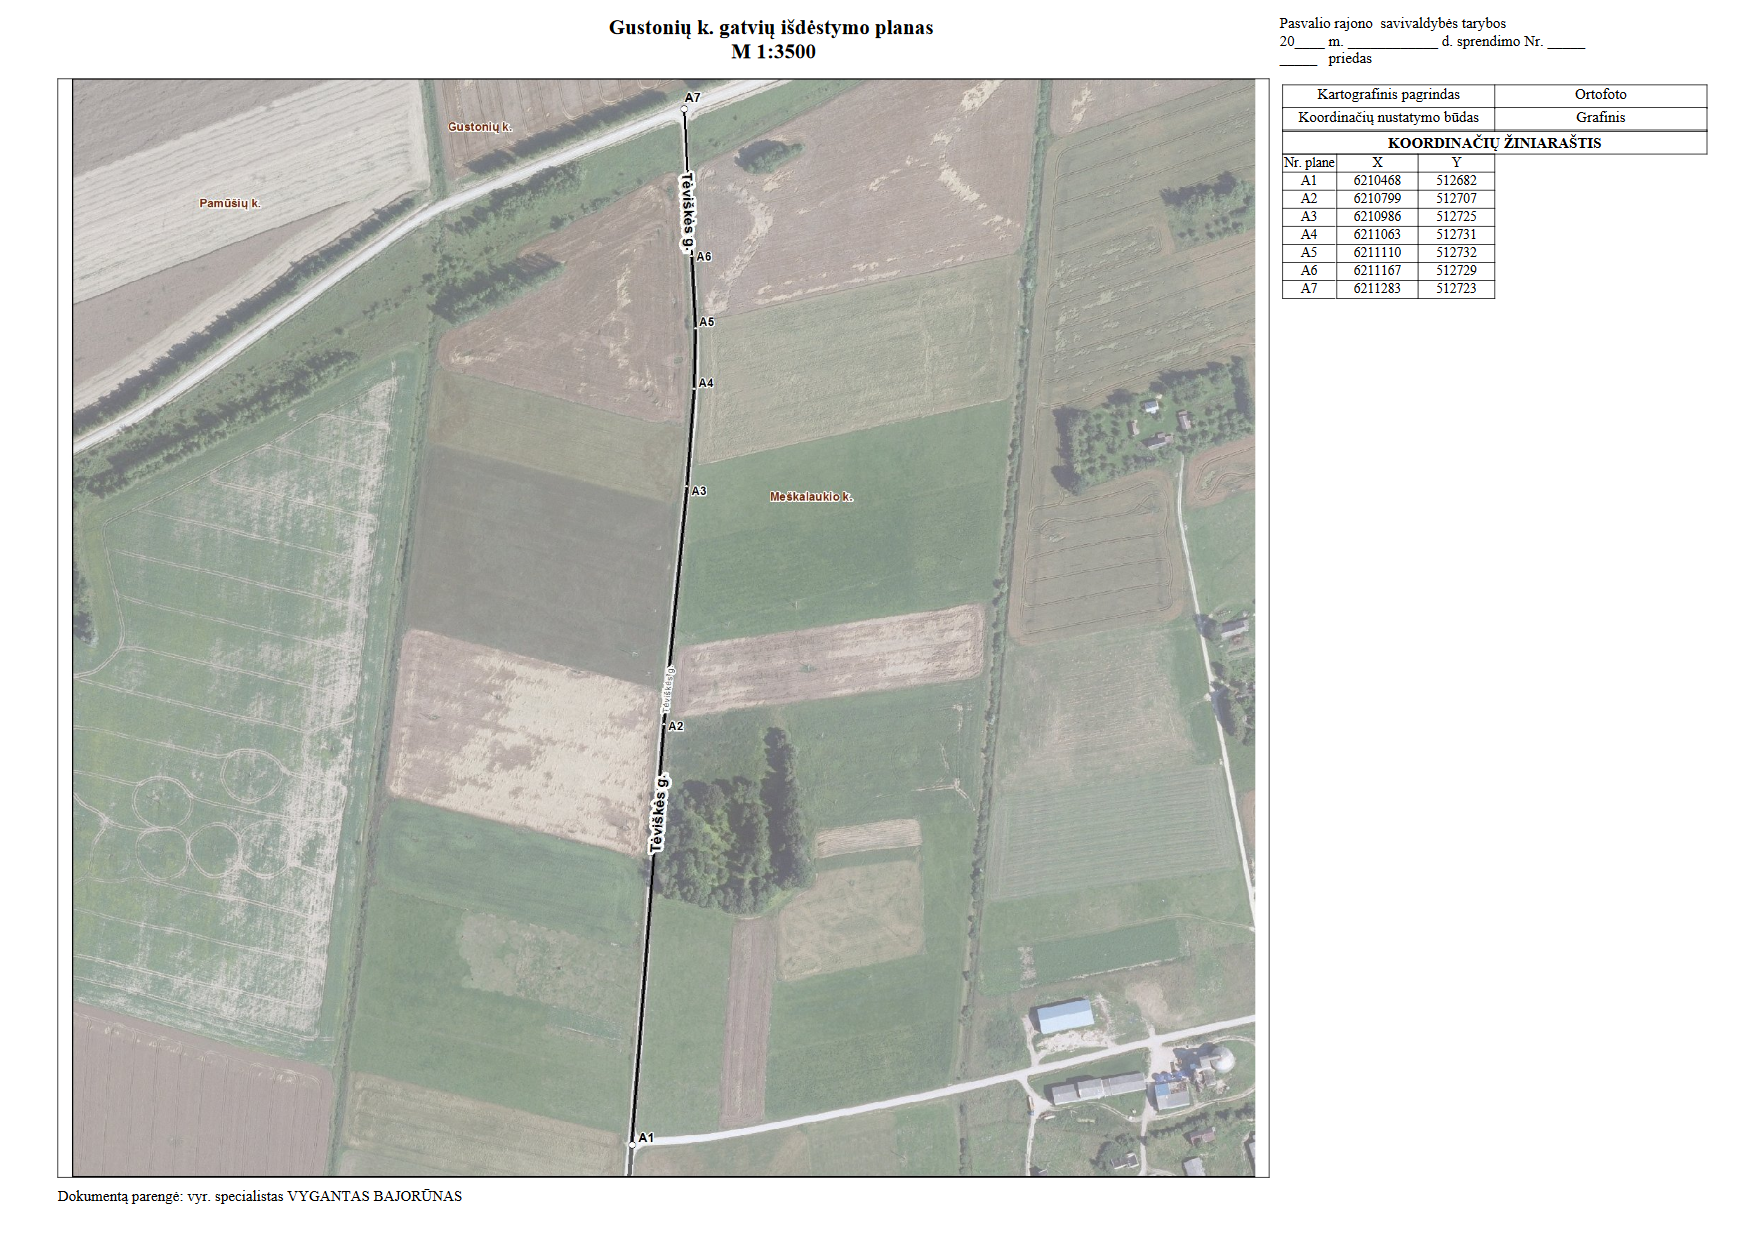 Gustonių k. gatvių išdėstymo planas
M 1:3500
Pasvalio rajono savivaldybės tarybos
20____ m. ____________ d. sprendimo Nr. _____
_____ priedas
Kartografinis pagrindas Ortofoto
Koordinačių nustatymo būdas Grafinis
KOORDINAČIŲ ŽINIARAŠTIS
Nr. plane X Y
A1 6210468 512682
A2 6210799 512707
A3 6210986 512725
A4 6211063 512731
A5 6211110 512732
A6 6211167 512729
A7 6211283 512723
A7
Gustonių k.
Pamūšių k.
Tėviškės g.
A6
A5
A4
A3
Meškalaukio k.
Tėviškės g.
A2
Tėviškės g.
A1
Dokumentą parengė: vyr. specialistas VYGANTAS BAJORŪNAS